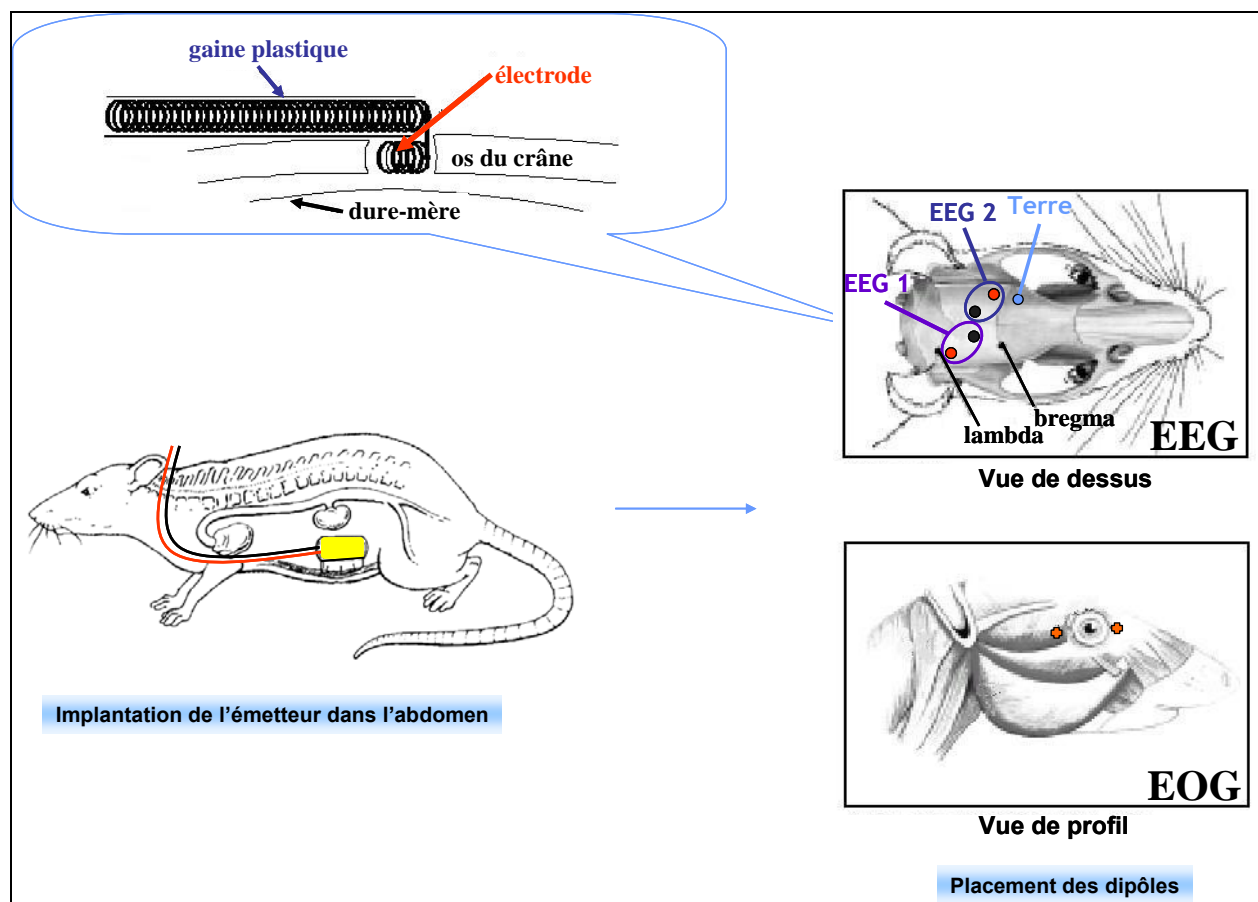 gaine plastique
électrode
os du crâne
dure-mère
EEG 2
Terre
EEG 1
bregma
lambda
EEG
Vue de dessus
Implantation de l'émetteur dans l'abdomen
EOG
Vue de profil
Placement des dipôles